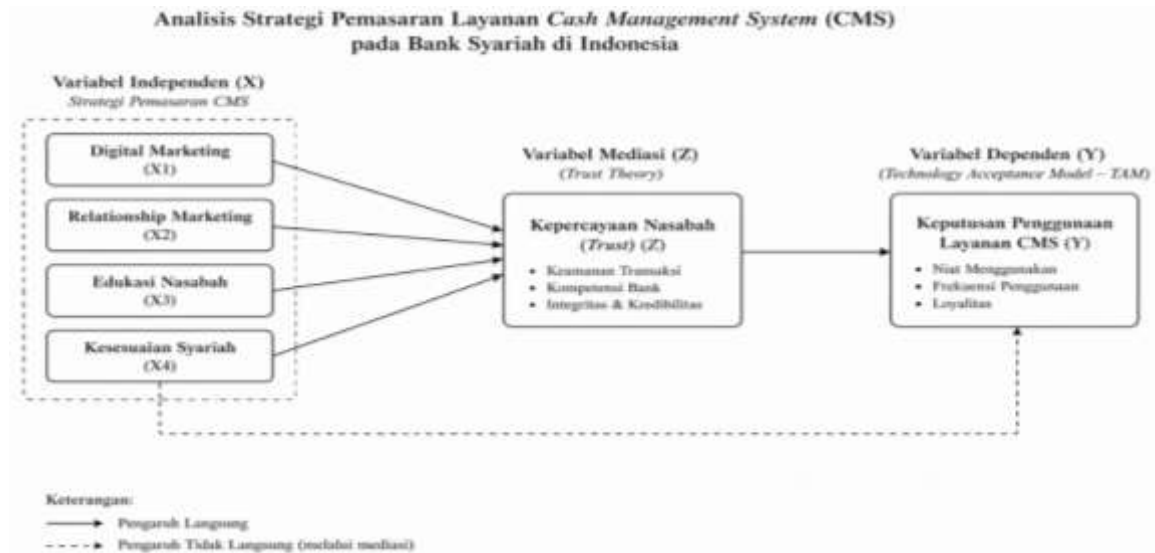 Analisis Strategi Pemasaran Layanan Cash Management System (CMS)
pada Bank Syariah di Indonesia
Variabel Independen (X)
Strategi Pemasaran CMS
Digital Marketing
(X1)
Relationship Marketing
(X2)
Edukasi Nasabah
(X3)
Kesesuaian Syariah
(X4)
Variabel Mediasi (Z)
(Trust Theory)
Kepercayaan Nasabah
(Trust) (Z)
• Keamanan Transaksi
• Kompetensi Bank
• Integritas & Kredibilitas
Variabel Dependen (Y)
(Technology Acceptance Model – TAM)
Keputusan Penggunaan
Layanan CMS (Y)
• Niat Menggunakan
• Frekuensi Penggunaan
• Loyalitas
Keterangan:
Pengaruh Langsung
Pengaruh Tidak Langsung (melalui mediasi)